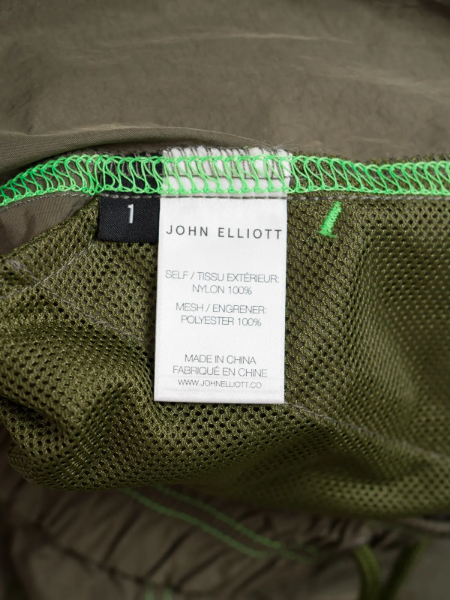 1
JOHN ELLIOTT
SELF / TISSU EXTÉRIEUR:
NYLON 100%
MESH / ENGRENER:
POLYESTER 100%
MADE IN CHINA
FABRIQUÉ EN CHINE
WWW.JOHNELLIOTT.CO